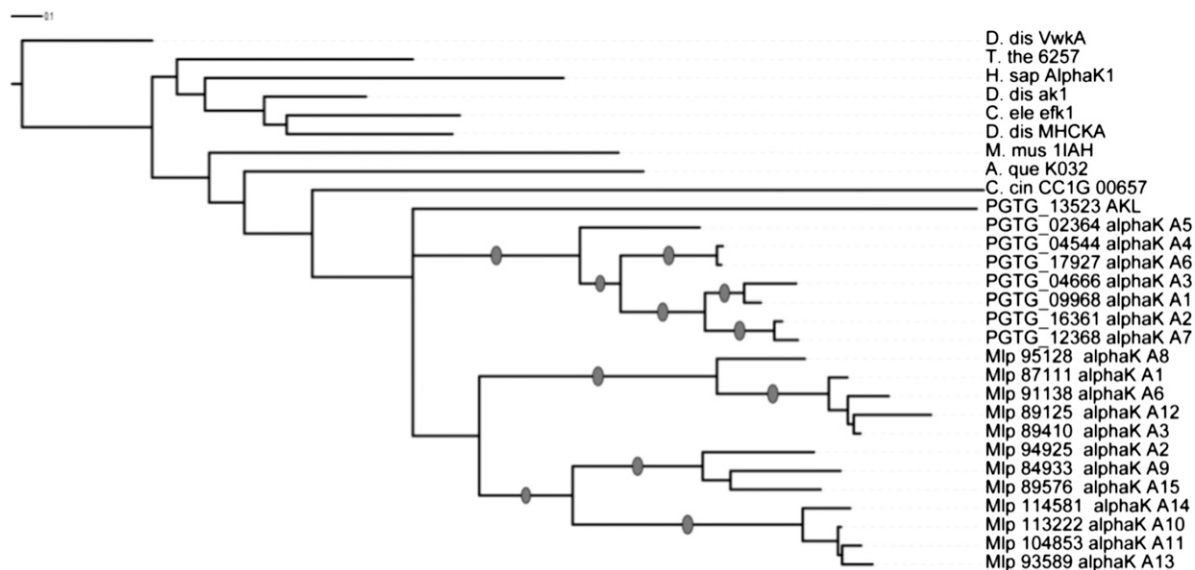 0.1
D. dis VwkA
T. the 6257
H. sap AlphaK1
D. dis ak1
C. ele efk1
D. dis MHCKA
M. mus 1IAH
A. que K032
C. cin CC1G 00657
PGTG_13523 AKL
PGTG_02364 alphaK A5
PGTG_04544 alphaK A4
PGTG_17927 alphaK A6
PGTG_04666 alphaK A3
PGTG_09968 alphaK A1
PGTG_16361 alphaK A2
PGTG_12368 alphaK A7
Mlp 95128 alphaK A8
Mlp 87111 alphaK A1
Mlp 91138 alphaK A6
Mlp 89125 alphaK A12
Mlp 89410 alphaK A3
Mlp 94925 alphaK A2
Mlp 84933 alphaK A9
Mlp 89576 alphaK A15
Mlp 114581 alphaK A14
Mlp 113222 alphaK A10
Mlp 104853 alphaK A11
Mlp 93589 alphaK A13